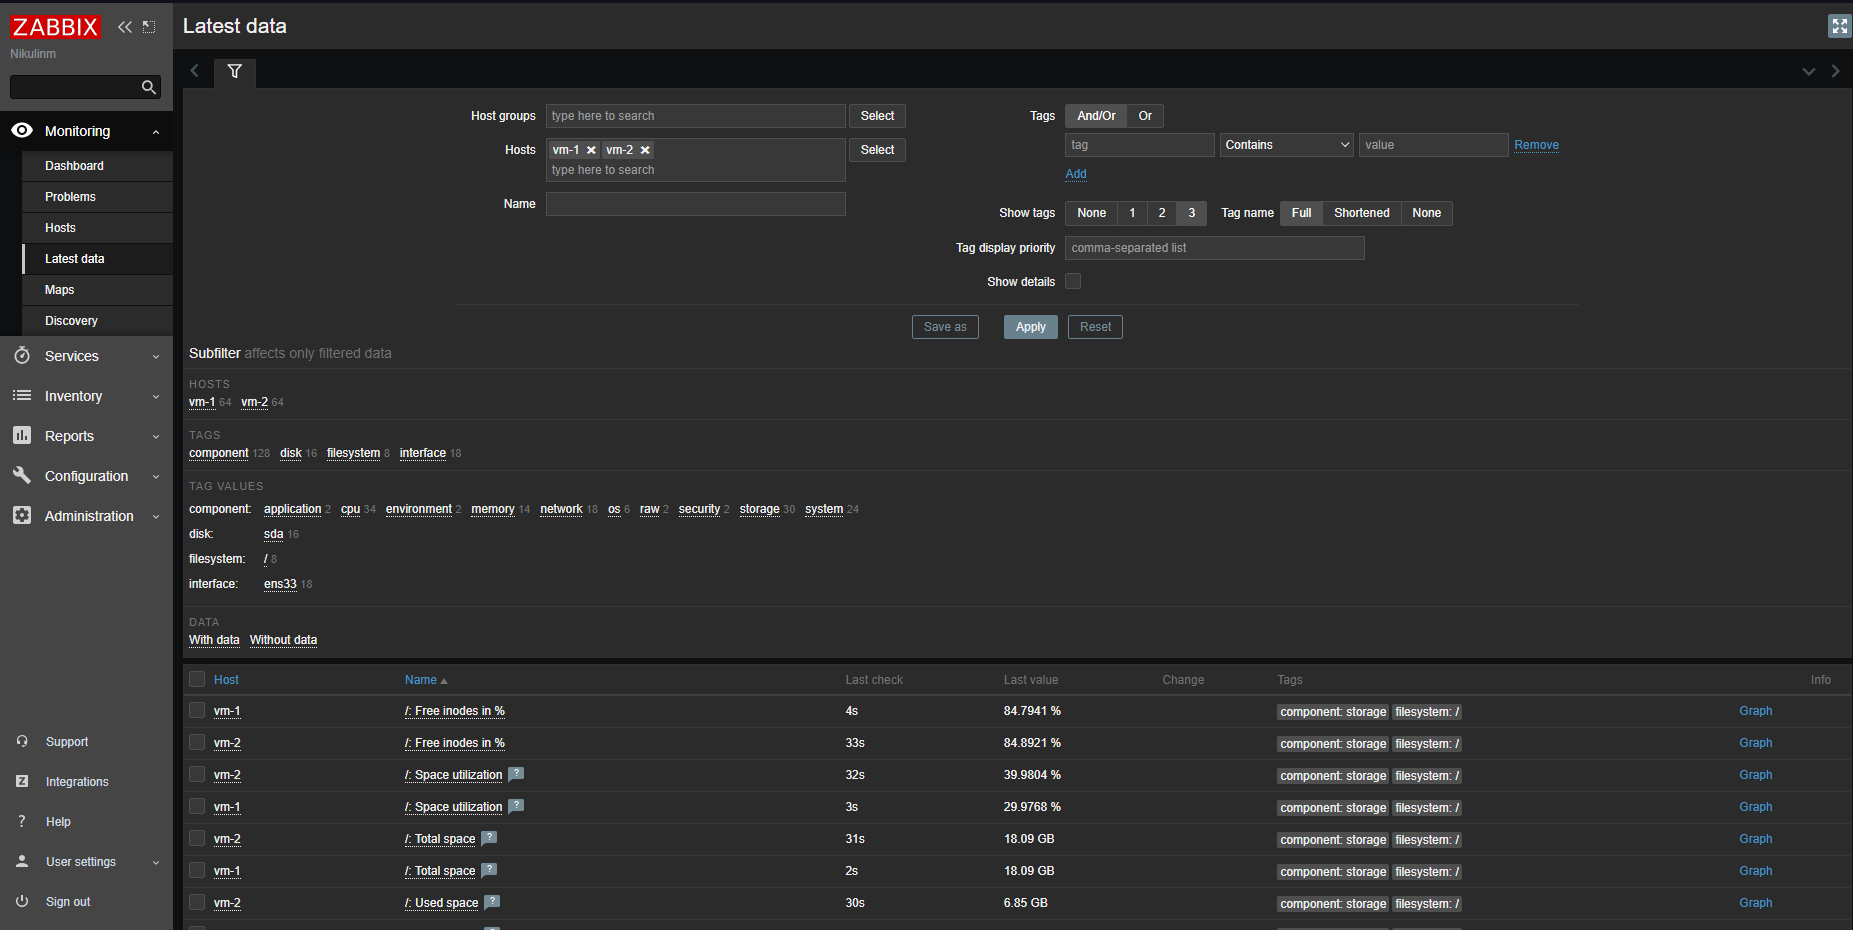 ZABBIX
Nikulinm
Monitoring
Dashboard
Problems
Hosts
Latest data
Maps
Discovery
Services
Inventory
Reports
Configuration
Administration
Support
Integrations
Help
User settings
Sign out
Latest data
Host groups type here to search Select
Hosts vm-1 vm-2 type here to search Select
Name
Tags And/Or Or
tag Contains value Remove
Add
Show tags None 1 2 3 Tag name Full Shortened None
Tag display priority comma-separated list
Show details
Save as Apply Reset
Subfilter affects only filtered data
HOSTS
vm-1 64 vm-2 64
TAGS
component 128 disk 16 filesystem 8 interface 18
TAG VALUES
component: application 2 cpu 34 environment 2 memory 14 network 18 os 6 raw 2 security 2 storage 30 system 24
disk: sda 16
filesystem: / 8
interface: ens33 18
DATA
With data Without data
Host Name Last check Last value Change Tags Info
vm-1 /: Free inodes in % 4s 84.7941 % component: storage filesystem: / Graph
vm-2 /: Free inodes in % 33s 84.8921 % component: storage filesystem: / Graph
vm-2 /: Space utilization ? 32s 39.9804 % component: storage filesystem: / Graph
vm-1 /: Space utilization ? 3s 29.9768 % component: storage filesystem: / Graph
vm-2 /: Total space ? 31s 18.09 GB component: storage filesystem: / Graph
vm-1 /: Total space ? 2s 18.09 GB component: storage filesystem: / Graph
vm-2 /: Used space ? 30s 6.85 GB component: storage filesystem: / Graph